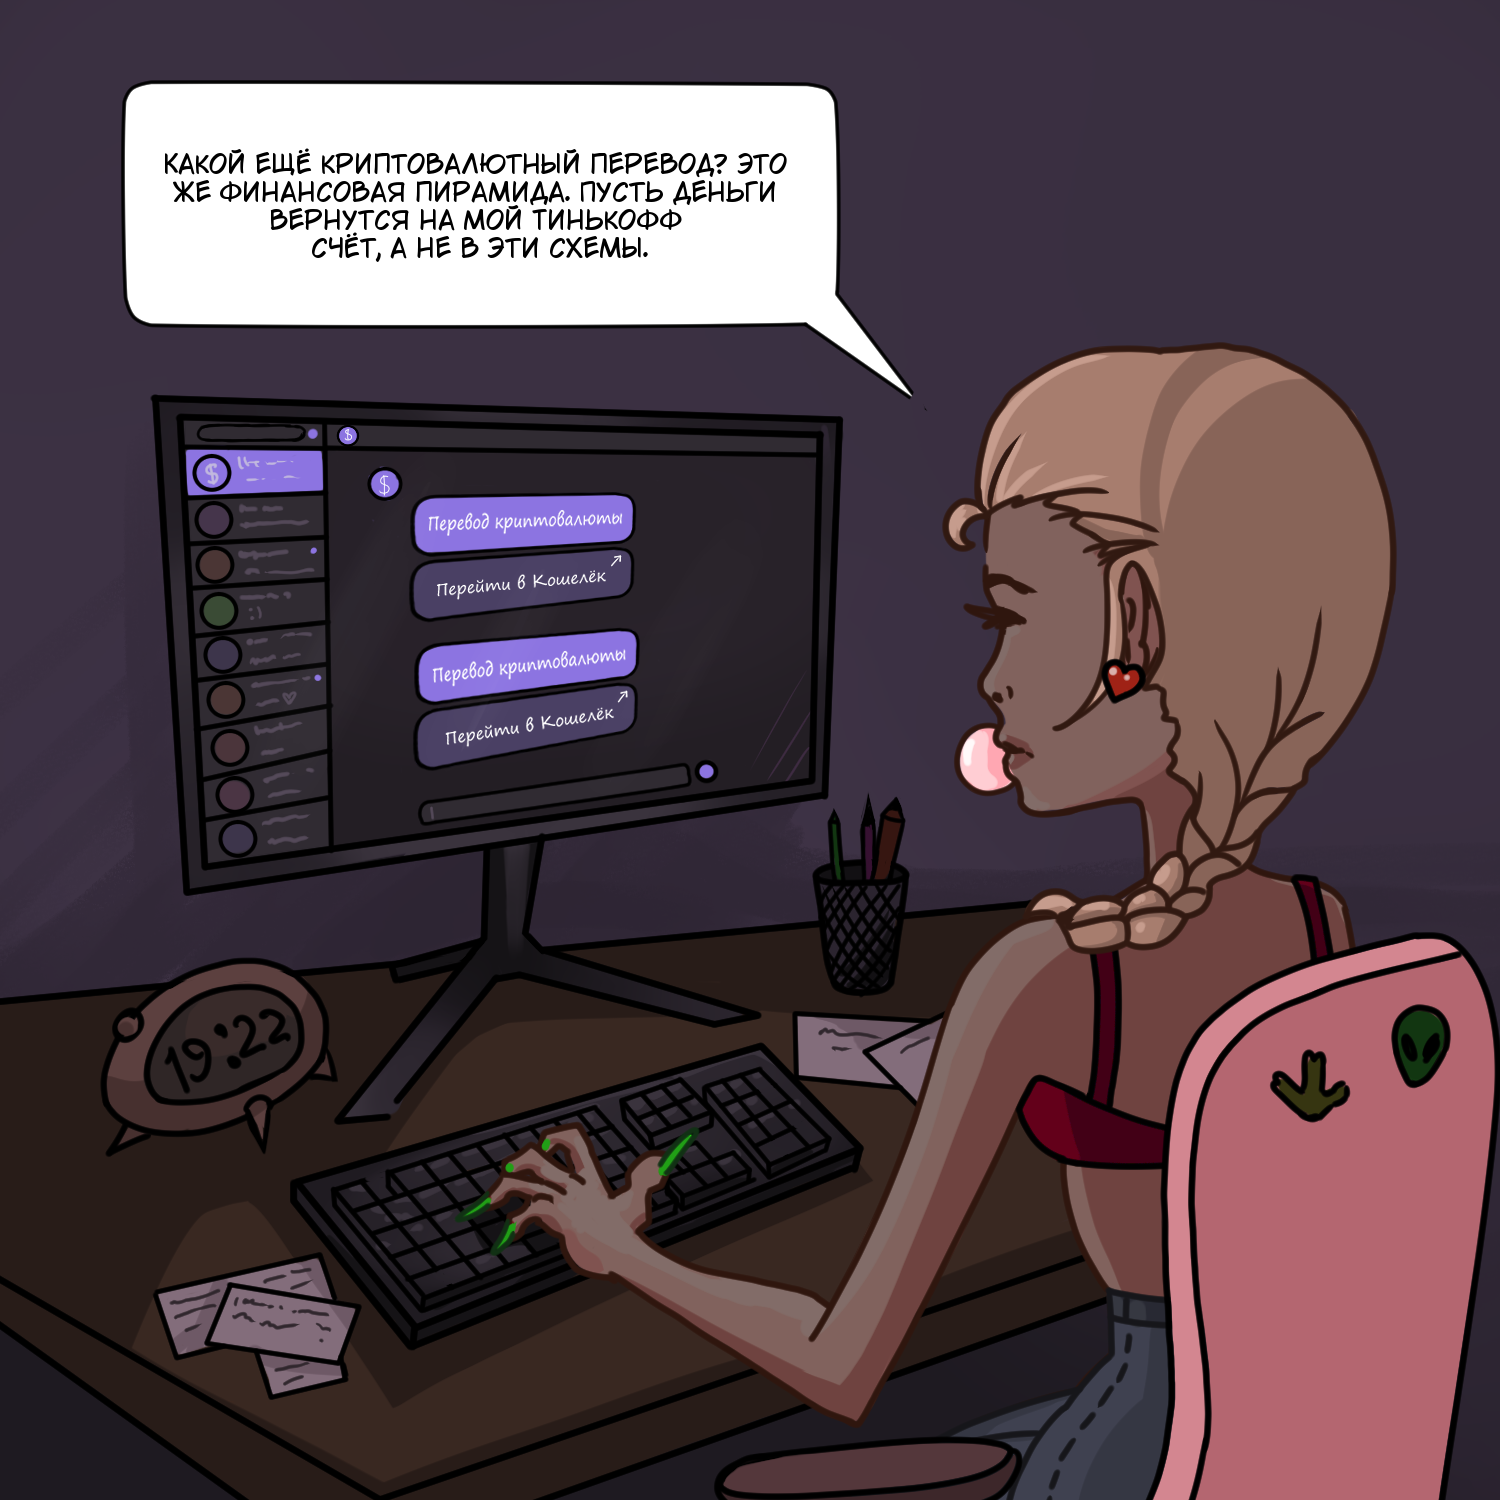 КАКОЙ ЕЩЁ КРИПТОВАЛЮТНЫЙ ПЕРЕВОД? ЭТО
ЖЕ ФИНАНСОВАЯ ПИРАМИДА. ПУСТЬ ДЕНЬГИ
ВЕРНУТСЯ НА МОЙ ТИНЬКОФФ
СЧЁТ, А НЕ В ЭТИ СХЕМЫ.
$
$
$
Перевод криптовалюты
Перейти в Кошелёк
:)
Перевод криптовалюты
Перейти в Кошелёк
19:22